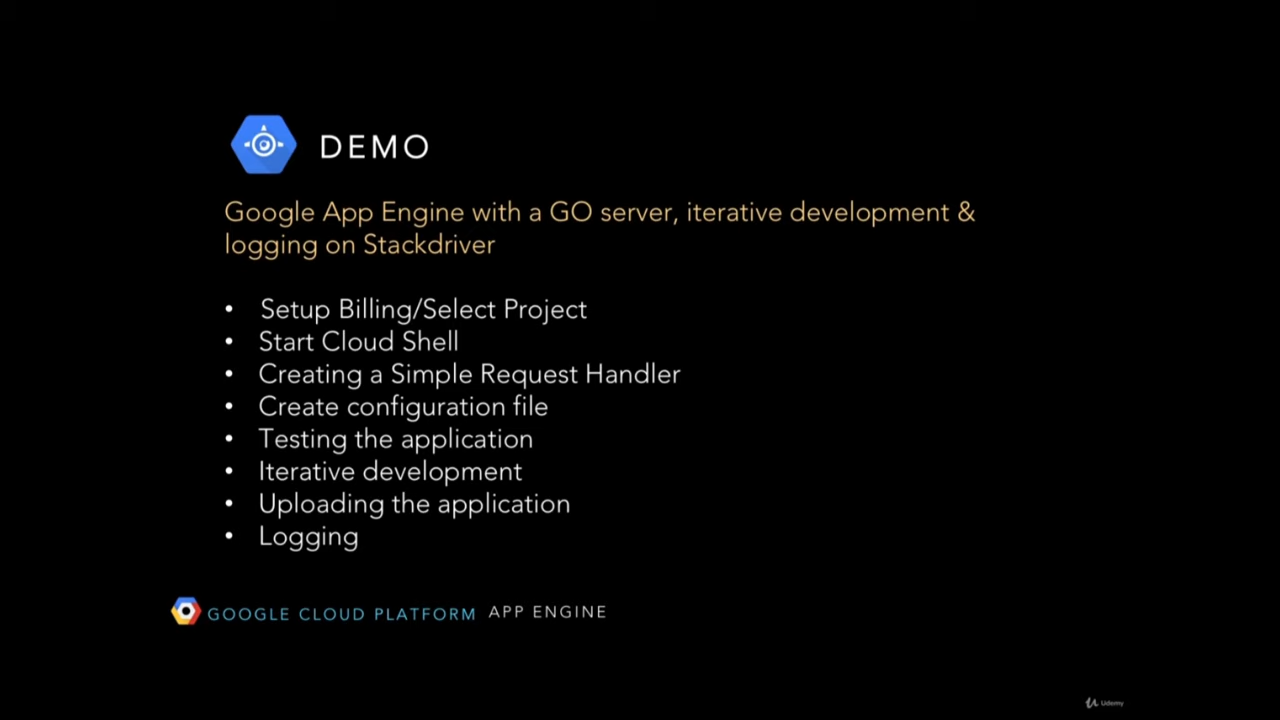 DEMO
Google App Engine with a GO server, iterative development &
logging on Stackdriver
• Setup Billing/Select Project
• Start Cloud Shell
• Creating a Simple Request Handler
• Create configuration file
• Testing the application
• Iterative development
• Uploading the application
• Logging
GOOGLE CLOUD PLATFORM APP ENGINE
Udemy